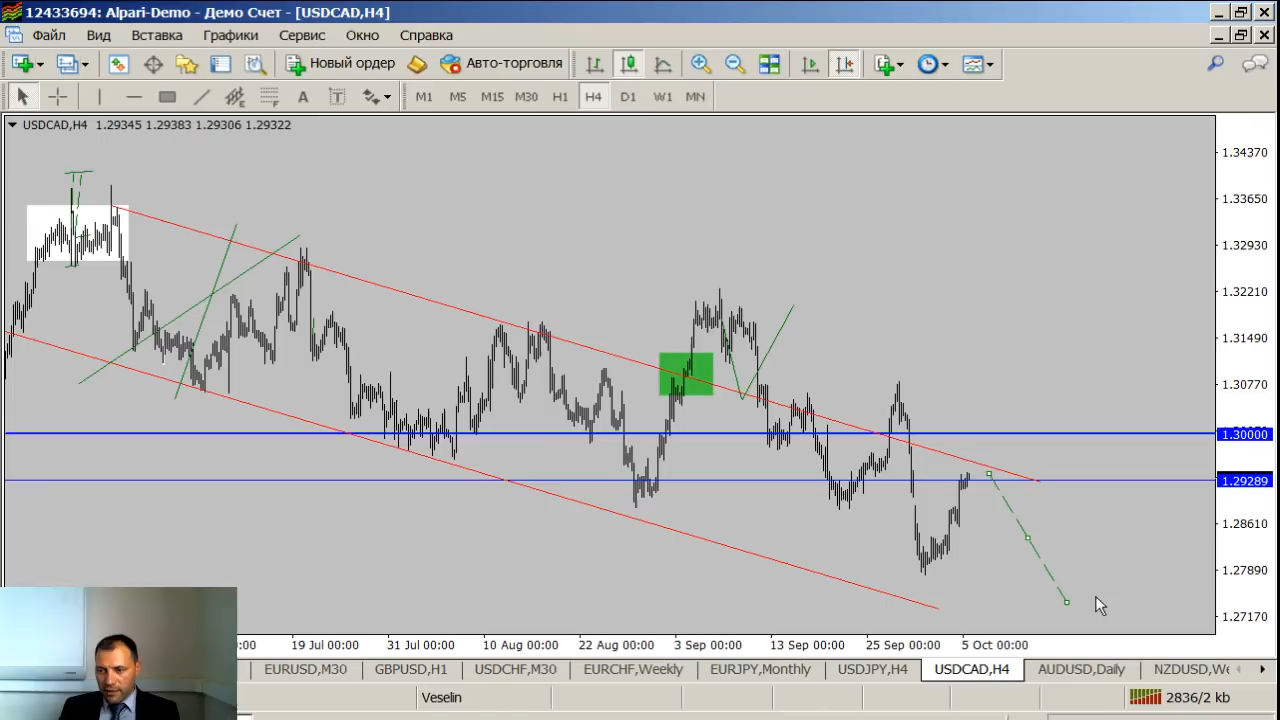 12433694: Alpari-Demo - Демо Счет - [USDCAD,H4]
Файл Вид Вставка Графики Сервис Окно Справка
Новый ордер Авто-торговля
A T M1 M5 M15 M30 H1 H4 D1 W1 MN
USDCAD,H4 1.29345 1.29383 1.29306 1.29322
1.34370
1.33650
1.32930
1.32210
1.31490
1.30770
1.30000
1.29289
1.28610
1.27890
1.27170
00:00 19 Jul 00:00 31 Jul 00:00 10 Aug 00:00 22 Aug 00:00 3 Sep 00:00 13 Sep 00:00 25 Sep 00:00 5 Oct 00:00
EURUSD,M30 GBPUSD,H1 USDCHF,M30 EURCHF,Weekly EURJPY,Monthly USDJPY,H4 USDCAD,H4 AUDUSD,Daily NZDUSD,We
Veselin 2836/2 kb